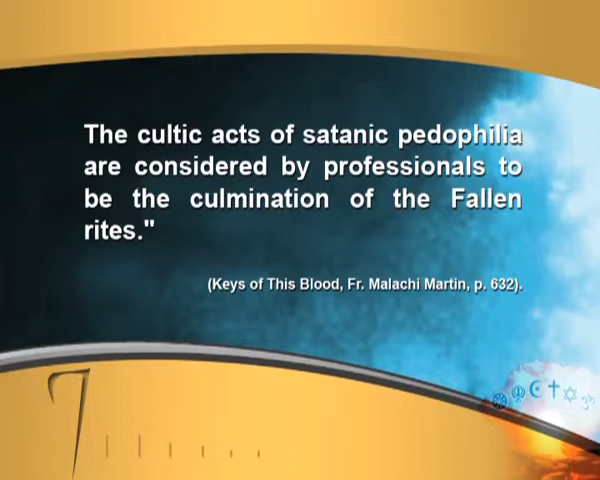 The cultic acts of satanic pedophilia
are considered by professionals to
be the culmination of the Fallen
rites."
(Keys of This Blood, Fr. Malachi Martin, p. 632).